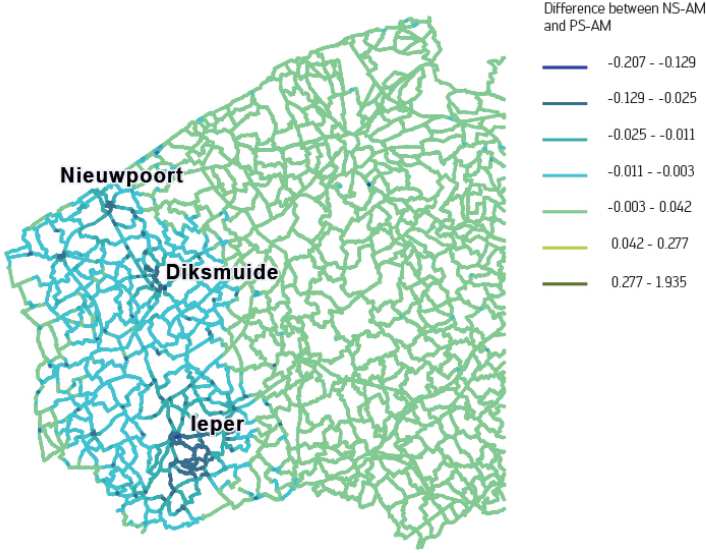 Difference between NS-AM
and PS-AM
-0.207 - -0.129
-0.129 - -0.025
-0.025 - -0.011
-0.011 - -0.003
-0.003 - 0.042
0.042 - 0.277
0.277 - 1.935
Nieuwpoort
Diksmuide
Ieper